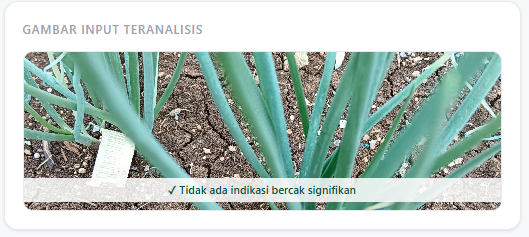 GAMBAR INPUT TERANALISIS
✓ Tidak ada indikasi bercak signifikan